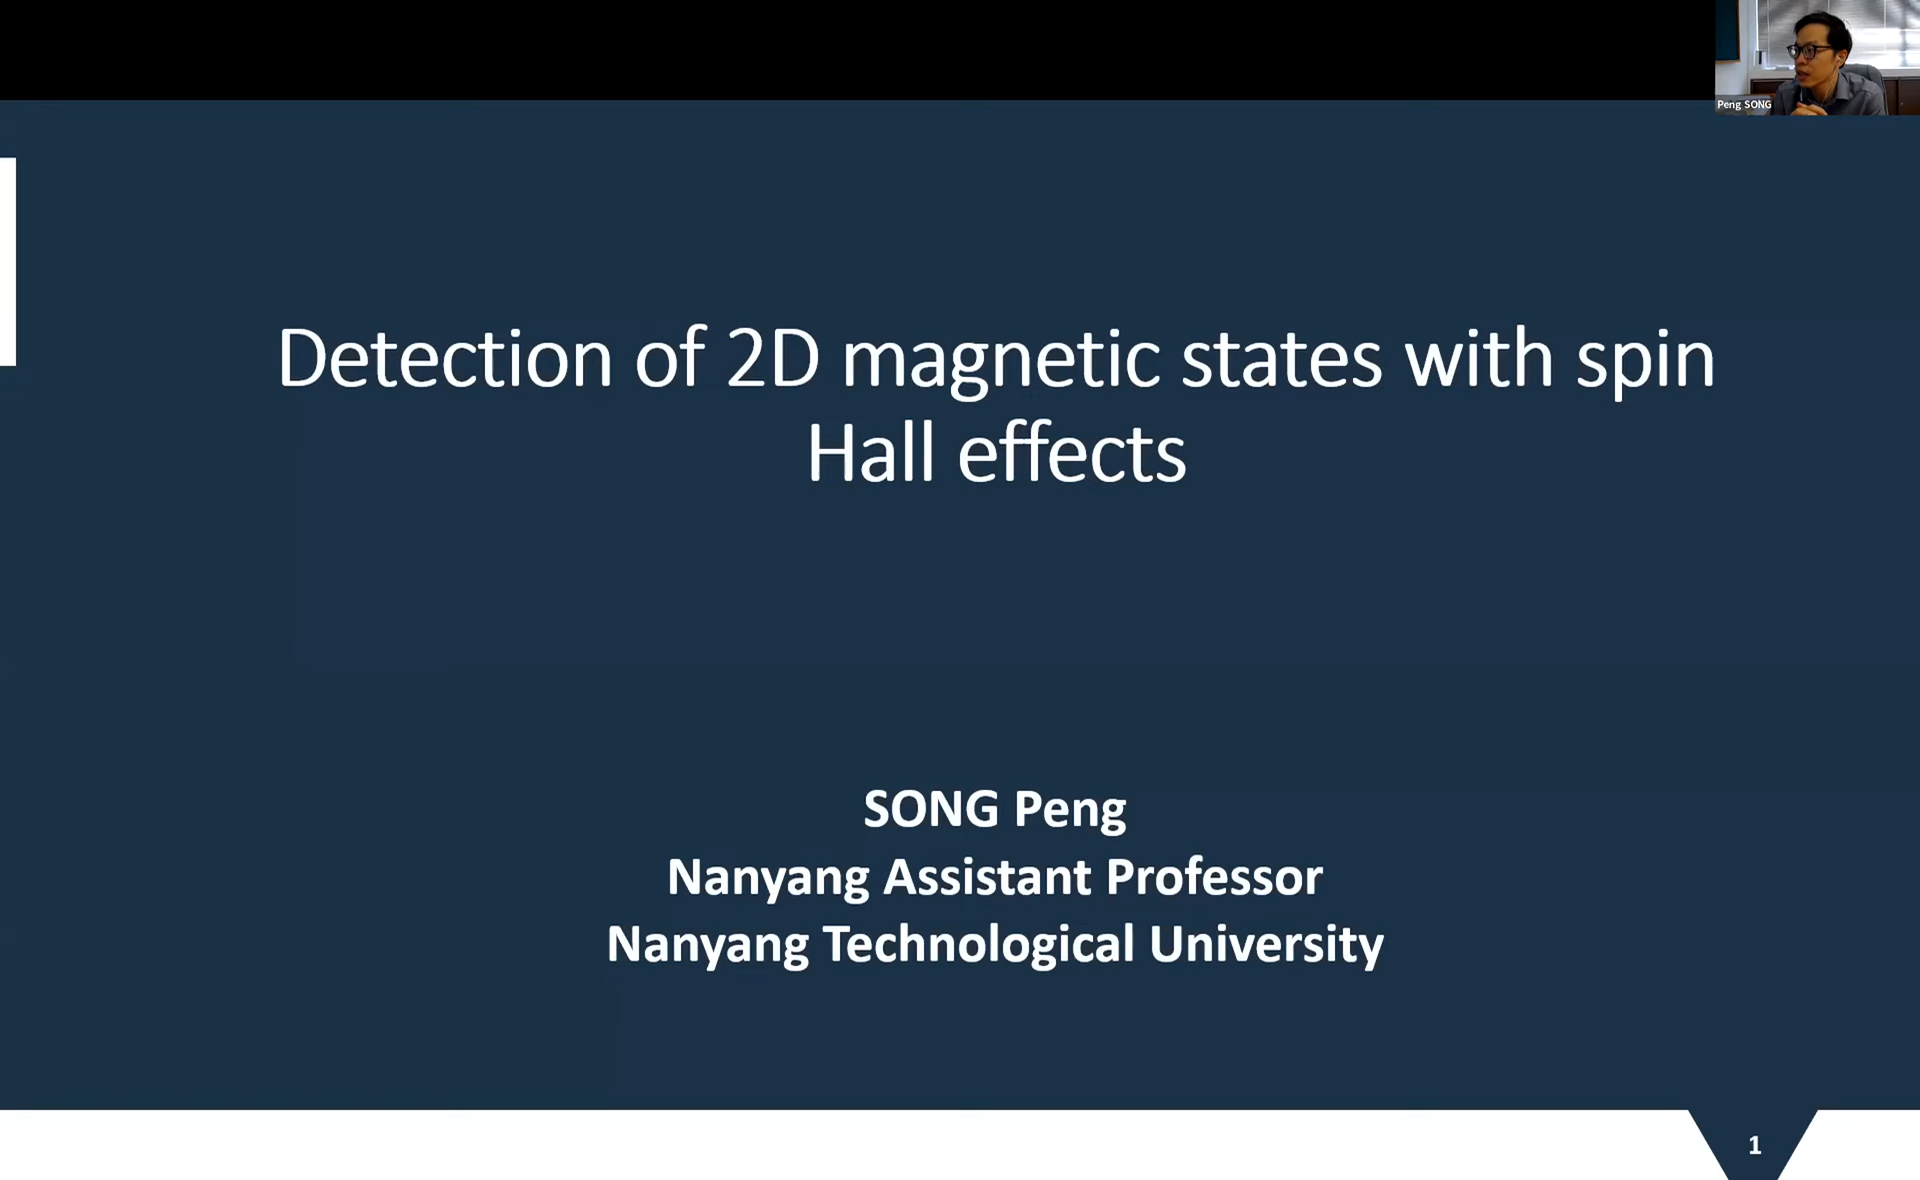 Peng SONG
Detection of 2D magnetic states with spin
Hall effects
SONG Peng
Nanyang Assistant Professor
Nanyang Technological University
1